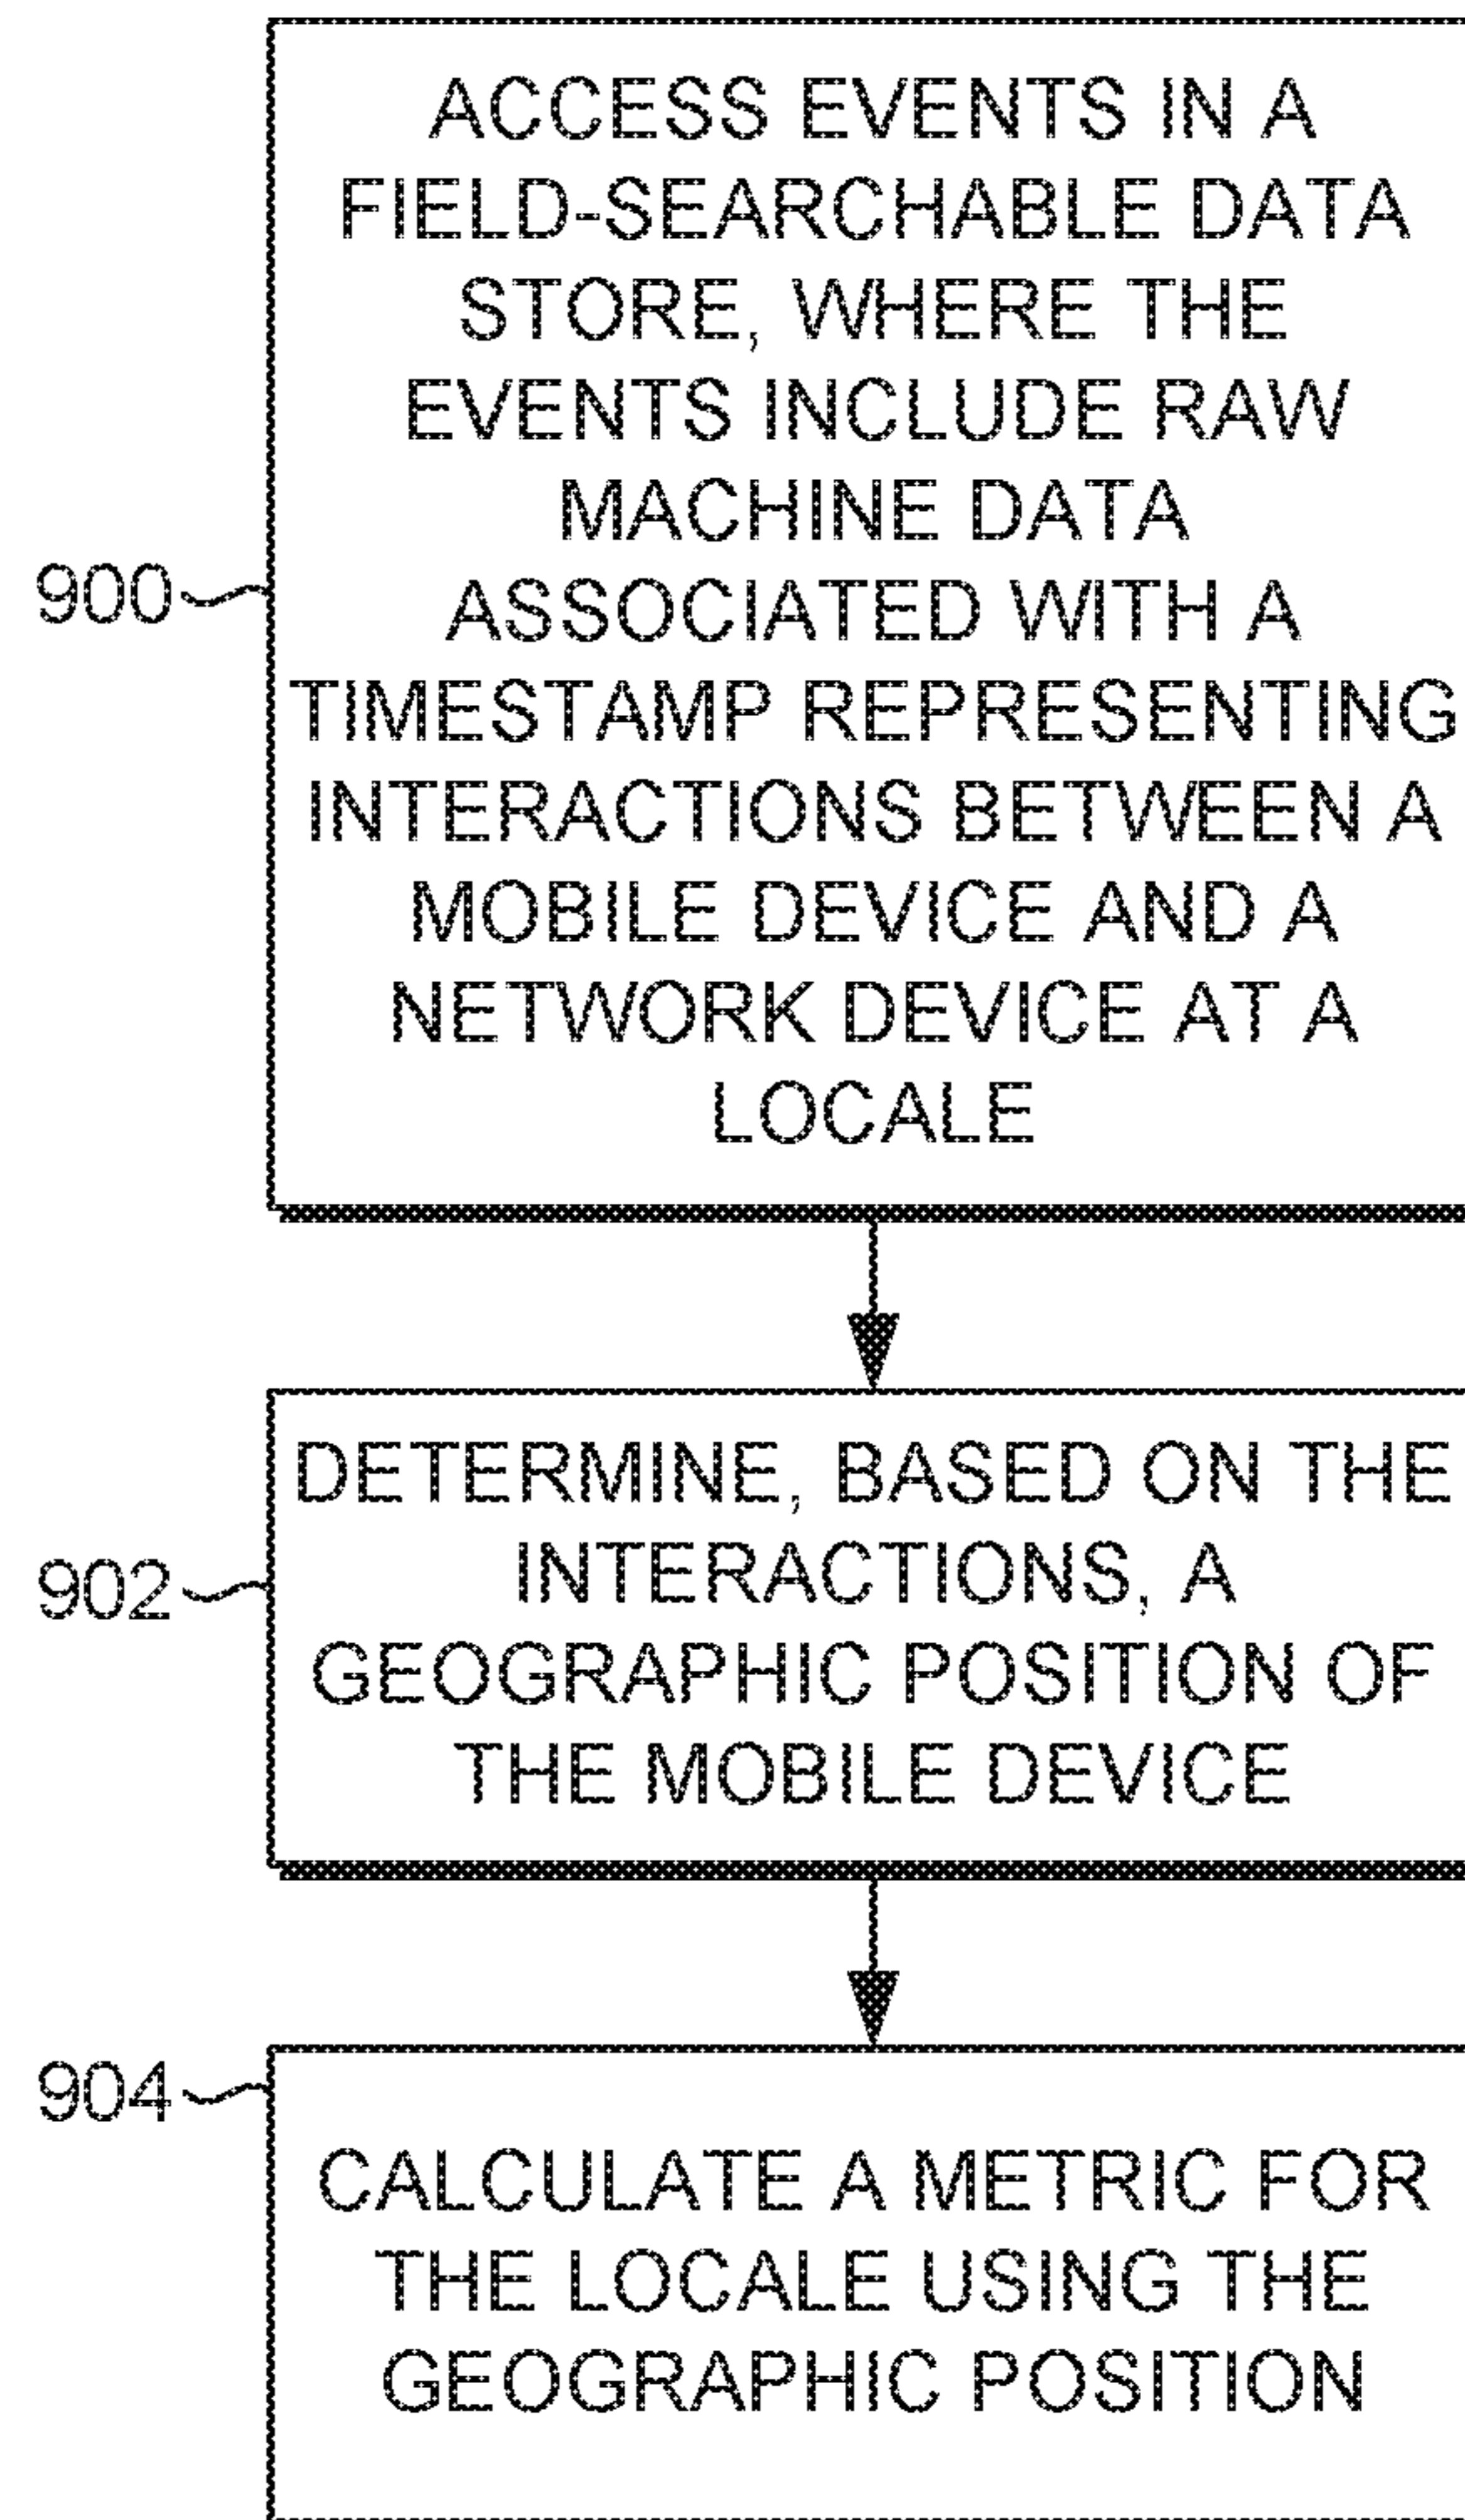 ACCESS EVENTS IN A
FIELD-SEARCHABLE DATA
STORE, WHERE THE
EVENTS INCLUDE RAW
MACHINE DATA
900
ASSOCIATED WITH A
TIMESTAMP REPRESENTING
INTERACTIONS BETWEEN A
MOBILE DEVICE AND A
NETWORK DEVICE AT A
LOCALE
DETERMINE, BASED ON THE
902
INTERACTIONS, A
GEOGRAPHIC POSITION OF
THE MOBILE DEVICE
904
CALCULATE A METRIC FOR
THE LOCALE USING THE
GEOGRAPHIC POSITION